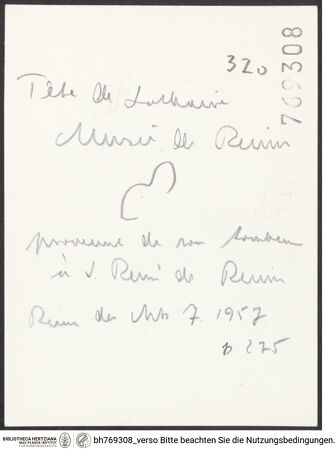 320
769308
Tête de Lothaire
Musée de Reims
provenant de son tombeau
à S. Remi de Reims
Revue des Arts 7. 1957
p 275
BIBLIOTHECA HERTZIANA
MAX-PLANCK-INSTITUT
FÜR KUNSTGESCHICHTE
bh769308_verso Bitte beachten Sie die Nutzungsbedingungen.